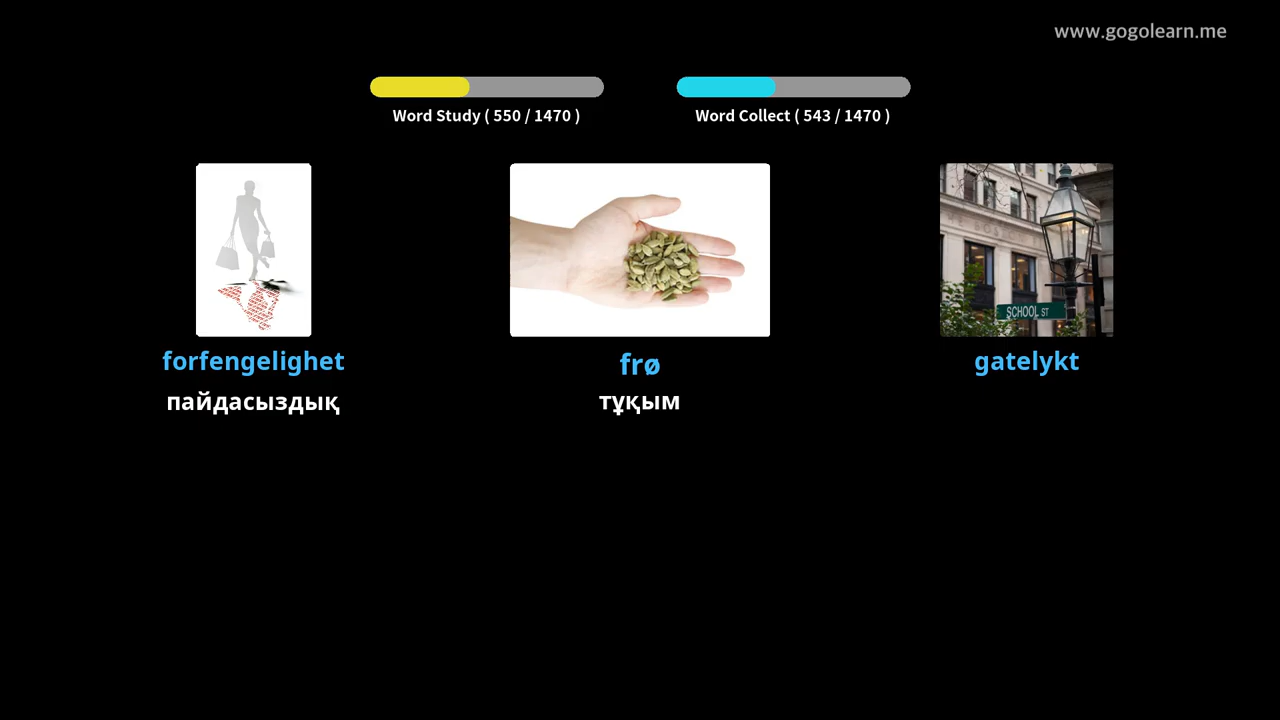 www.gogolearn.me
Word Study ( 550 / 1470 )
Word Collect ( 543 / 1470 )
SCHOOL ST
forfengelighet
frø
gatelykt
пайдасыздық
тұқым